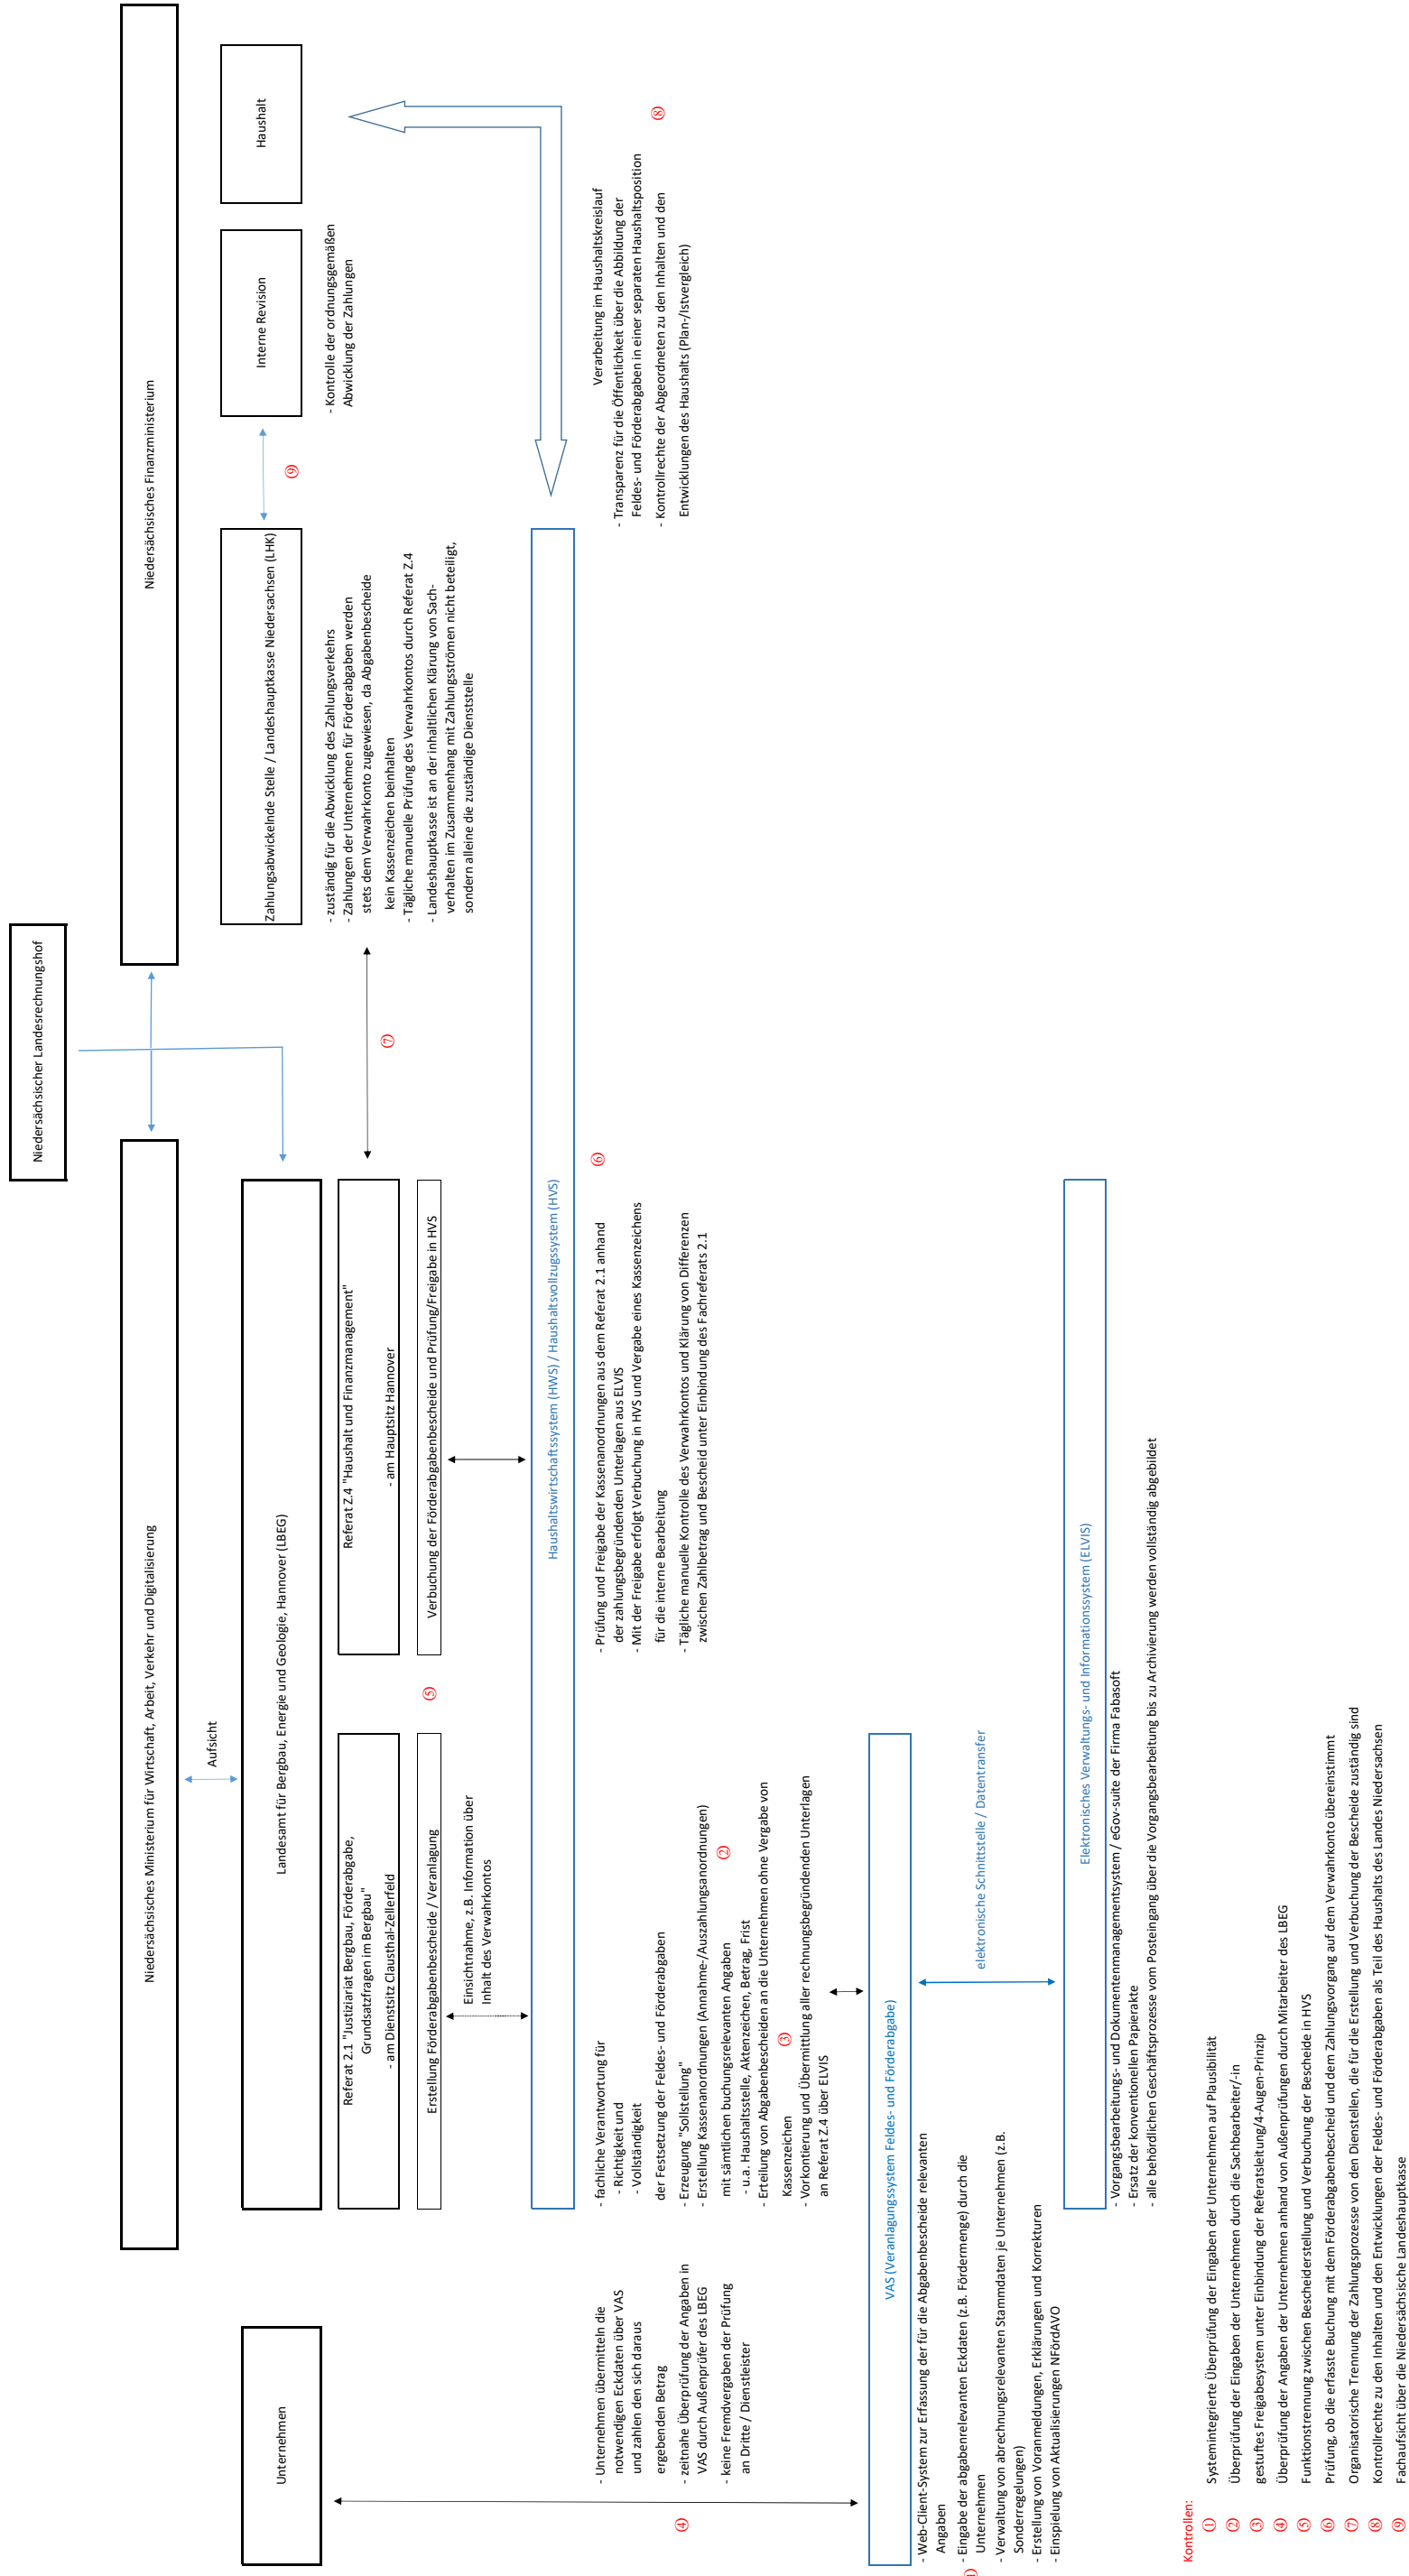 Niedersächsischer Landesrechnungshof
Niedersächsisches Ministerium für Wirtschaft, Arbeit, Verkehr und Digitalisierung
Niedersächsisches Finanzministerium
Aufsicht
Unternehmen
Landesamt für Bergbau, Energie und Geologie, Hannover (LBEG)
Zahlungsabwickelnde Stelle / Landeshauptkasse Niedersachsen (LHK)
Interne Revision
Haushalt
⑨
Referat 2.1 "Justiziariat Bergbau, Förderabgabe,
Grundsatzfragen im Bergbau"
- am Dienstsitz Clausthal-Zellerfeld
Referat Z.4 "Haushalt und Finanzmanagement"
- am Hauptsitz Hannover
⑦
- zuständig für die Abwicklung des Zahlungsverkehrs
- Zahlungen der Unternehmen für Förderabgaben werden
stets dem Verwahrkonto zugewiesen, da Abgabenbescheide
kein Kassenzeichen beinhalten
- Tägliche manuelle Prüfung des Verwahrkontos durch Referat Z.4
- Landeshauptkasse ist an der inhaltlichen Klärung von Sach-
verhalten im Zusammenhang mit Zahlungsströmen nicht beteiligt,
sondern alleine die zuständige Dienststelle
- Kontrolle der ordnungsgemäßen
Abwicklung der Zahlungen
Erstellung Förderabgabenbescheide / Veranlagung
⑤
Verbuchung der Förderabgabenbescheide und Prüfung/Freigabe in HVS
Einsichtnahme, z.B. Information über
Inhalt des Verwahrkontos
Haushaltswirtschaftssystem (HWS) / Haushaltsvollzugssystem (HVS)
- Unternehmen übermitteln die
notwendigen Eckdaten über VAS
und zahlen den sich daraus
ergebenden Betrag
- zeitnahe Überprüfung der Angaben in
VAS durch Außenprüfer des LBEG
- keine Fremdvergaben der Prüfung
an Dritte / Dienstleister
④
- fachliche Verantwortung für
- Richtigkeit und
- Vollständigkeit
der Festsetzung der Feldes- und Förderabgaben
- Erzeugung "Sollstellung"
- Erstellung Kassenanordnungen (Annahme-/Auszahlungsanordnungen)
mit sämtlichen buchungsrelevanten Angaben
②
- u.a. Haushaltsstelle, Aktenzeichen, Betrag, Frist
- Erteilung von Abgabenbescheiden an die Unternehmen ohne Vergabe von
Kassenzeichen
③
- Vorkontierung und Übermittlung aller rechnungsbegründenden Unterlagen
an Referat Z.4 über ELVIS
⑥
- Prüfung und Freigabe der Kassenanordnungen aus dem Referat 2.1 anhand
der zahlungsbegründenden Unterlagen aus ELVIS
- Mit der Freigabe erfolgt Verbuchung in HVS und Vergabe eines Kassenzeichens
für die interne Bearbeitung
- Tägliche manuelle Kontrolle des Verwahrkontos und Klärung von Differenzen
zwischen Zahlbetrag und Bescheid unter Einbindung des Fachreferats 2.1
Verarbeitung im Haushaltskreislauf
- Transparenz für die Öffentlichkeit über die Abbildung der
Feldes- und Förderabgaben in einer separaten Haushaltsposition
⑧
- Kontrollrechte der Abgeordneten zu den Inhalten und den
Entwicklungen des Haushalts (Plan-/Istvergleich)
VAS (Veranlagungssystem Feldes- und Förderabgabe)
- Web-Client-System zur Erfassung der für die Abgabenbescheide relevanten
Angaben
- Eingabe der abgabenrelevanten Eckdaten (z.B. Fördermenge) durch die
Unternehmen
- Verwaltung von abrechnungsrelevanten Stammdaten je Unternehmen (z.B.
Sonderregelungen)
- Erstellung von Voranmeldungen, Erklärungen und Korrekturen
- Einspielung von Aktualisierungen NFördAVO
elektronische Schnittstelle / Datentransfer
Elektronisches Verwaltungs- und Informationssystem (ELVIS)
- Vorgangsbearbeitungs- und Dokumentenmanagementsystem / eGov-suite der Firma Fabasoft
- Ersatz der konventionellen Papierakte
- alle behördlichen Geschäftsprozesse vom Posteingang über die Vorgangsbearbeitung bis zu Archivierung werden vollständig abgebildet
Kontrollen:
① Systemintegrierte Überprüfung der Eingaben der Unternehmen auf Plausibilität
② Überprüfung der Eingaben der Unternehmen durch die Sachbearbeiter/-in
③ gestuftes Freigabesystem unter Einbindung der Referatsleitung/4-Augen-Prinzip
④ Überprüfung der Angaben der Unternehmen anhand von Außenprüfungen durch Mitarbeiter des LBEG
⑤ Funktionstrennung zwischen Bescheiderstellung und Verbuchung der Bescheide in HVS
⑥ Prüfung, ob die erfasste Buchung mit dem Förderabgabenbescheid und dem Zahlungsvorgang auf dem Verwahrkonto übereinstimmt
⑦ Organisatorische Trennung der Zahlungsprozesse von den Dienststellen, die für die Erstellung und Verbuchung der Bescheide zuständig sind
⑧ Kontrollrechte zu den Inhalten und den Entwicklungen der Feldes- und Förderabgaben als Teil des Haushalts des Landes Niedersachsen
⑨ Fachaufsicht über die Niedersächsische Landeshauptkasse